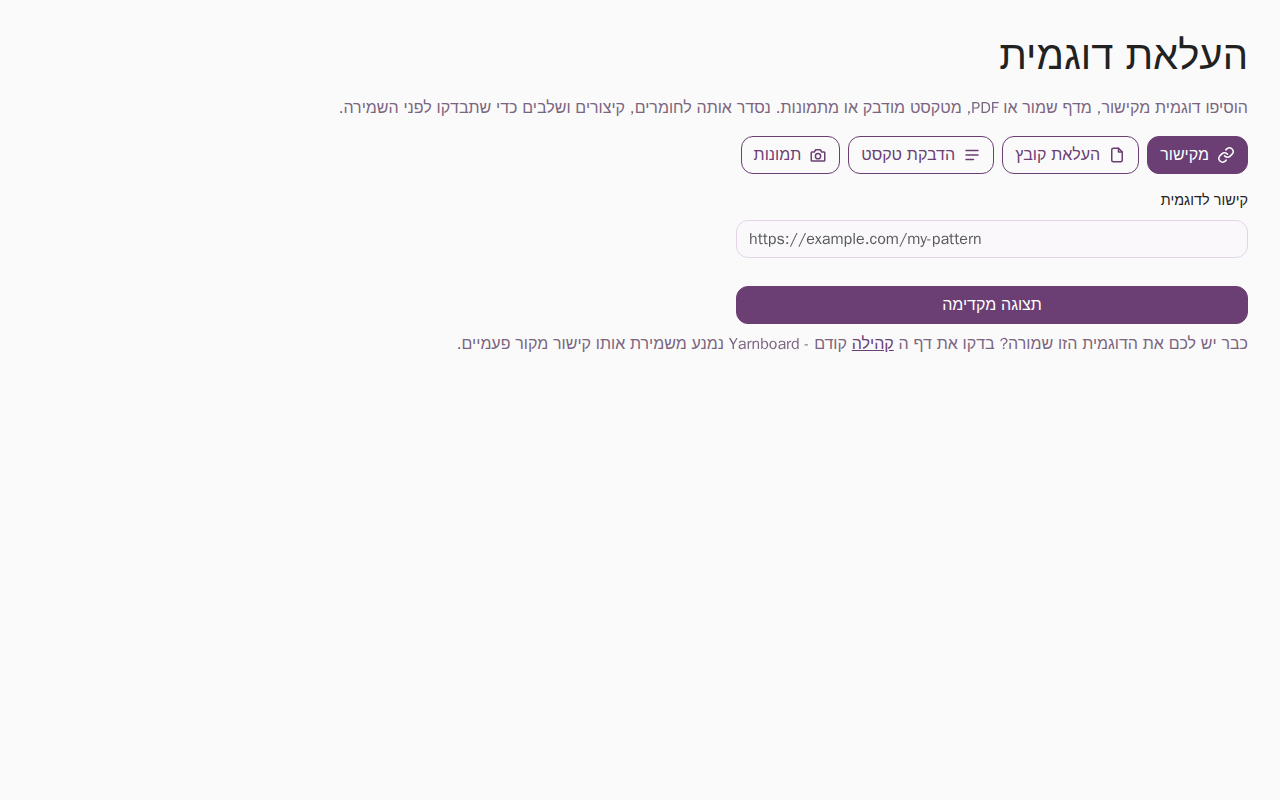 העלאת דוגמית
הוסיפו דוגמית מקישור, מדף שמור או PDF, מטקסט מודבק או מתמונות. נסדר אותה לחומרים, קיצורים ושלבים כדי שתבדקו לפני השמירה.
מקישור
העלאת קובץ
הדבקת טקסט
תמונות
קישור לדוגמית
https://example.com/my-pattern
תצוגה מקדימה
כבר יש לכם את הדוגמית הזו שמורה? בדקו את דף ה קהילה קודם - Yarnboard נמנע משמירת אותו קישור מקור פעמיים.